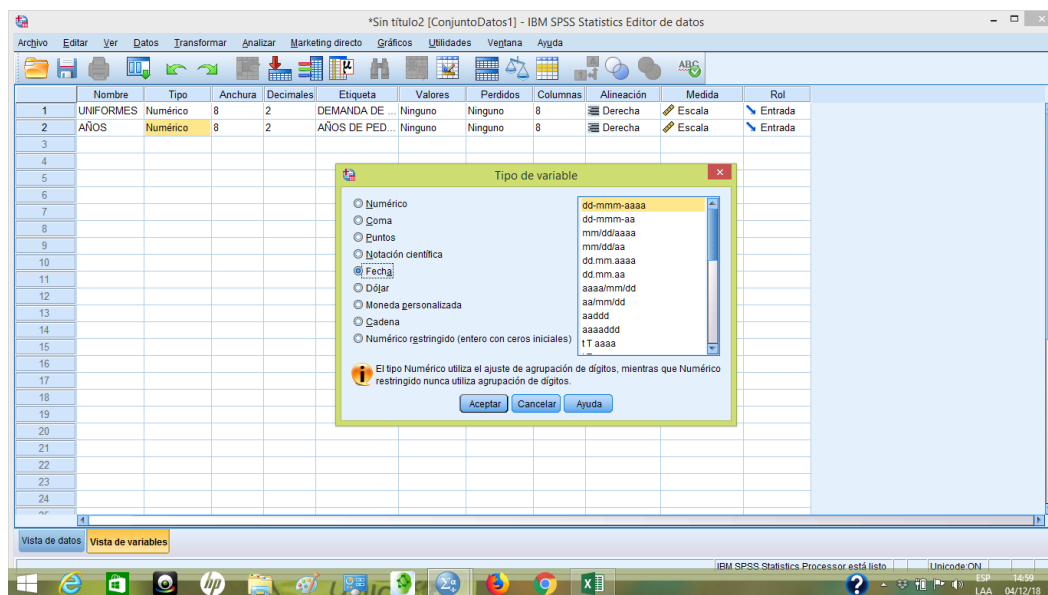 *Sin título2 [ConjuntoDatos1] - IBM SPSS Statistics Editor de datos
Archivo Editar Ver Datos Transformar Analizar Marketing directo Gráficos Utilidades Ventana Ayuda
Nombre Tipo Anchura Decimales Etiqueta Valores Perdidos Columnas Alineación Medida Rol
1 UNIFORMES Numérico 8 2 DEMANDA DE ... Ninguno Ninguno 8 Derecha Escala Entrada
2 AÑOS Numérico 8 2 AÑOS DE PED... Ninguno Ninguno 8 Derecha Escala Entrada
3
4
5
6
7
8
9
10
11
12
13
14
15
16
17
18
19
20
21
22
23
24
Tipo de variable
Numérico
Coma
Puntos
Notación científica
Fecha
Dólar
Moneda personalizada
Cadena
Numérico restringido (entero con ceros iniciales)
dd-mmm-aaaa
dd-mmm-aa
mm/dd/aaaa
mm/dd/aa
dd.mm.aaaa
dd.mm.aa
aaaa/mm/dd
aa/mm/dd
aaddd
aaaaddd
t T aaaa
El tipo Numérico utiliza el ajuste de agrupación de dígitos, mientras que Numérico
restringido nunca utiliza agrupación de dígitos.
Aceptar Cancelar Ayuda
Vista de datos Vista de variables
IBM SPSS Statistics Processor está listo Unicode:ON
hp
ESP 14:59
LAA 04/12/18